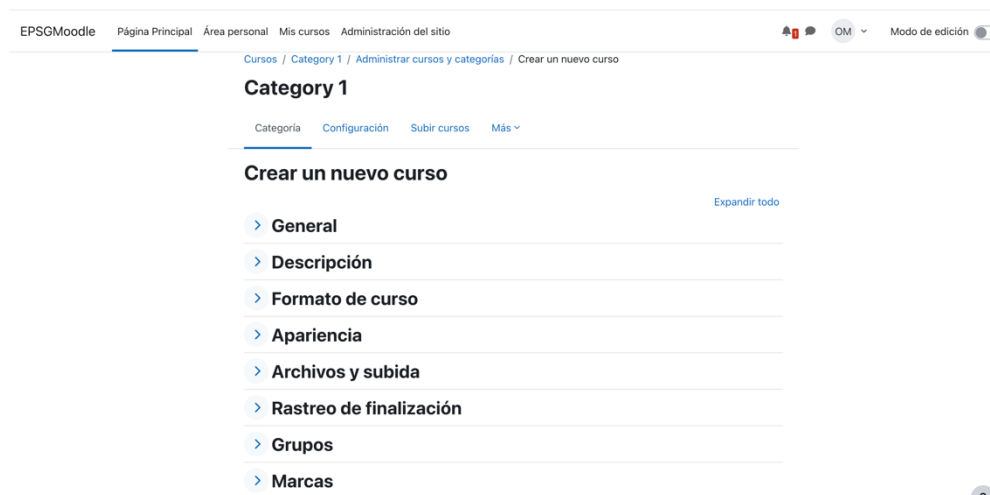 EPSGMoodle Página Principal Área personal Mis cursos Administración del sitio 1 OM Modo de edición
Cursos / Category 1 / Administrar cursos y categorías / Crear un nuevo curso
Category 1
Categoría Configuración Subir cursos Más
Crear un nuevo curso
Expandir todo
General
Descripción
Formato de curso
Apariencia
Archivos y subida
Rastreo de finalización
Grupos
Marcas